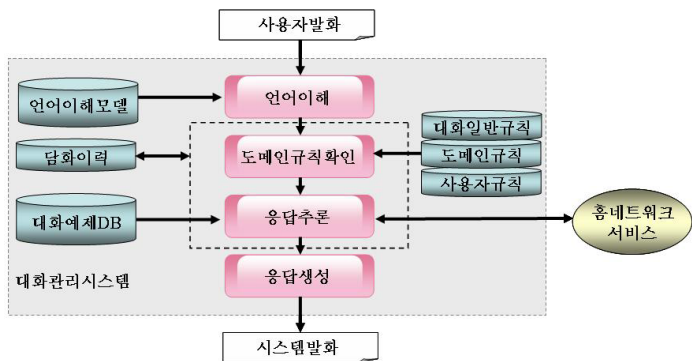 사용자발화
언어이해모델
언어이해
대화일반규칙
담화이력
도메인규칙확인
도메인규칙
사용자규칙
대화예제DB
응답추론
홈네트워크
서비스
대화관리시스템
응답생성
시스템발화